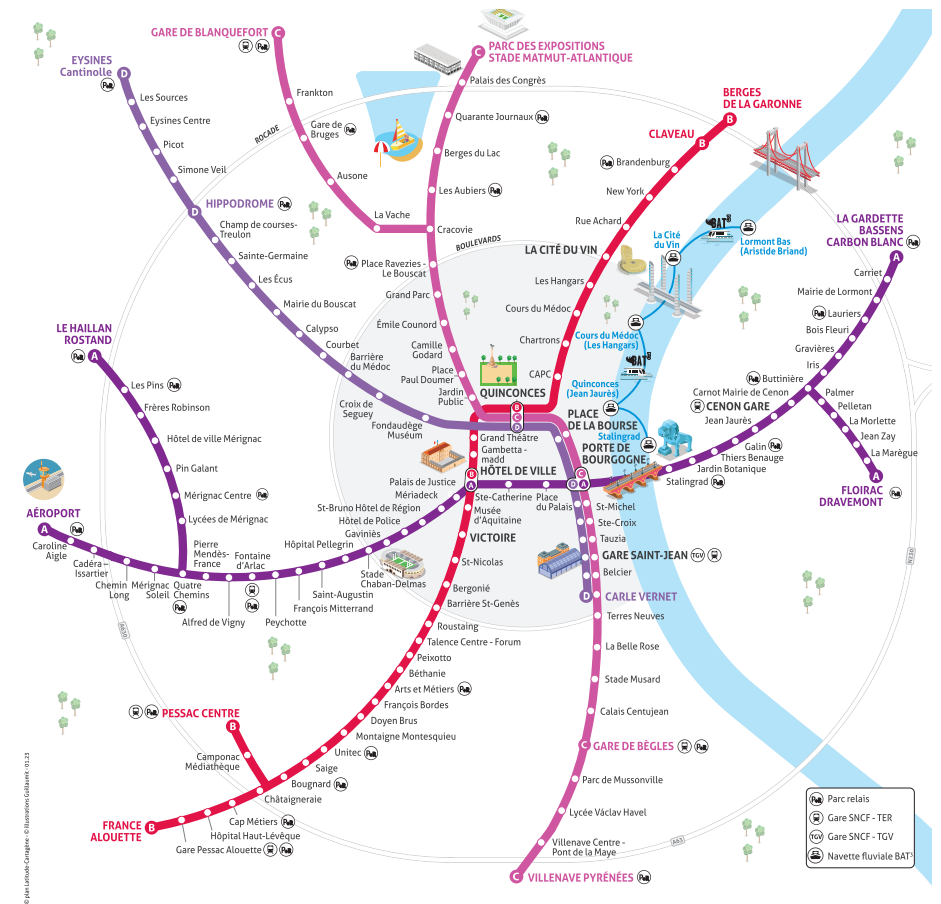 GARE DE BLANQUEFORT
C
Frankton
Gare de
Bruges
Ausone
La Vache
ROCADE
EYSINES
Cantinolle
D
Les Sources
Eysines Centre
Picot
Simone Veil
D
HIPPODROME
Champ de courses-
Treulon
Sainte-Germaine
Les Écus
Mairie du Bouscat
Calypso
Courbet
Barrière
du Médoc
Croix de
Seguey
Fondaudège
Muséum
C
PARC DES EXPOSITIONS
STADE MATMUT-ATLANTIQUE
Palais des Congrès
Quarante Journaux
Berges du Lac
Les Aubiers
Cracovie
BOULEVARDS
Place Ravezies -
Le Bouscat
Grand Parc
Émile Counord
Camille
Godard
Place
Paul Doumer
Jardin
Public
BERGES
DE LA GARONNE
B
CLAVEAU
B
Brandenburg
New York
Rue Achard
LA CITÉ DU VIN
Les Hangars
Cours du Médoc
Chartrons
CAPC
QUINCONCES
B
C
D
La Cité
du Vin
BAT3
Lormont Bas
(Aristide Briand)
Cours du Médoc
(Les Hangars)
BAT3
Quinconces
(Jean Jaurès)
Stalingrad
LA GARDETTE
BASSENS
CARBON BLANC
A
Carriet
Mairie de Lormont
Lauriers
Bois Fleuri
Gravières
Iris
Buttinière
Carnot Mairie de Cenon
CENON GARE
Jean Jaurès
Galin
Thiers Benauge
Jardin Botanique
Stalingrad
Palmer
Pelletan
La Morlette
Jean Zay
La Marègue
A
FLOIRAC
DRAVEMONT
PLACE
DE LA BOURSE
PORTE DE
BOURGOGNE
C
D A
Grand Théâtre
Gambetta -
madd
HÔTEL DE VILLE
B
A
Palais de Justice
Mériadeck
St-Bruno Hôtel de Région
Hôtel de Police
Gaviniès
Hôpital Pellegrin
Stade
Chaban-Delmas
Saint-Augustin
François Mitterrand
Peychotte
Fontaine
d'Arlac
Alfred de Vigny
Pierre
Mendès-
France
Quatre
Chemins
Mérignac
Soleil
Chemin
Long
Cadéra –
Issartier
Caroline
Aigle
A
AÉROPORT
LE HAILLAN
ROSTAND
A
Les Pins
Frères Robinson
Hôtel de ville Mérignac
Pin Galant
Mérignac Centre
Lycées de Mérignac
Ste-Catherine
Place
du Palais
Musée
d'Aquitaine
VICTOIRE
St-Nicolas
Bergonié
Barrière St-Genès
Roustaing
Talence Centre - Forum
Peixotto
Béthanie
Arts et Métiers
François Bordes
Doyen Brus
Montaigne Montesquieu
Unitec
Saige
Bougnard
Châtaigneraie
PESSAC CENTRE
B
Camponac
Médiathèque
Cap Métiers
Hôpital Haut-Lévêque
Gare Pessac Alouette
FRANCE
ALOUETTE
B
St-Michel
Ste-Croix
Tauzia
GARE SAINT-JEAN
TGV
Belcier
D
CARLE VERNET
Terres Neuves
La Belle Rose
Stade Musard
Calais Centujean
C
GARE DE BÈGLES
Parc de Mussonville
Lycée Václav Havel
Villenave Centre -
Pont de la Maye
C
VILLENAVE PYRÉNÉES
A630
A63
N230
Parc relais
Gare SNCF - TER
TGV
Gare SNCF - TGV
Navette fluviale BAT3
© plan Latitude-Cartagène - © illustrations Guillaumit - 01.23